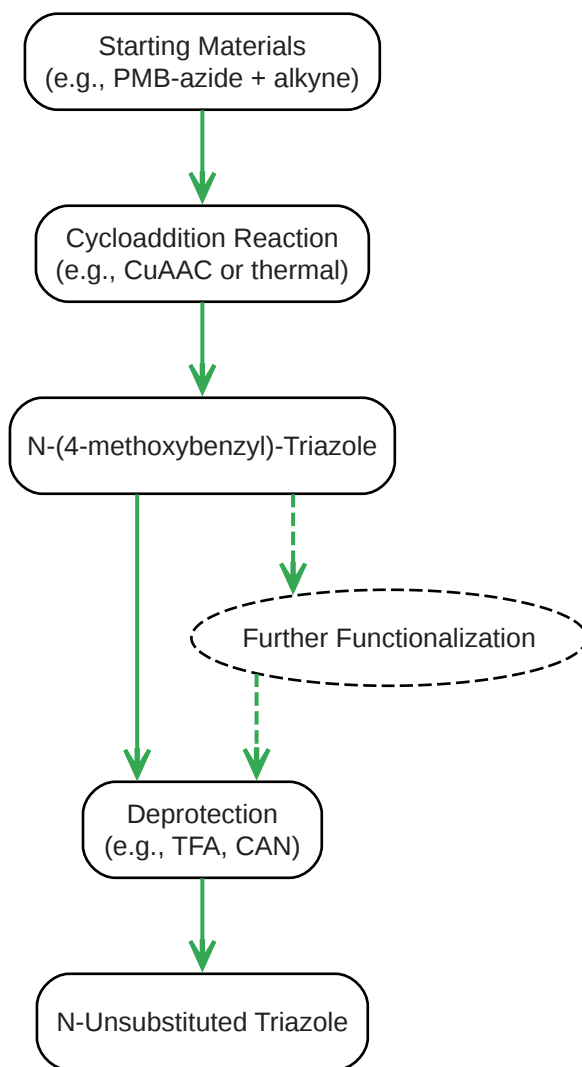 Starting Materials
(e.g., PMB-azide + alkyne)
Cycloaddition Reaction
(e.g., CuAAC or thermal)
N-(4-methoxybenzyl)-Triazole
Further Functionalization
Deprotection
(e.g., TFA, CAN)
N-Unsubstituted Triazole